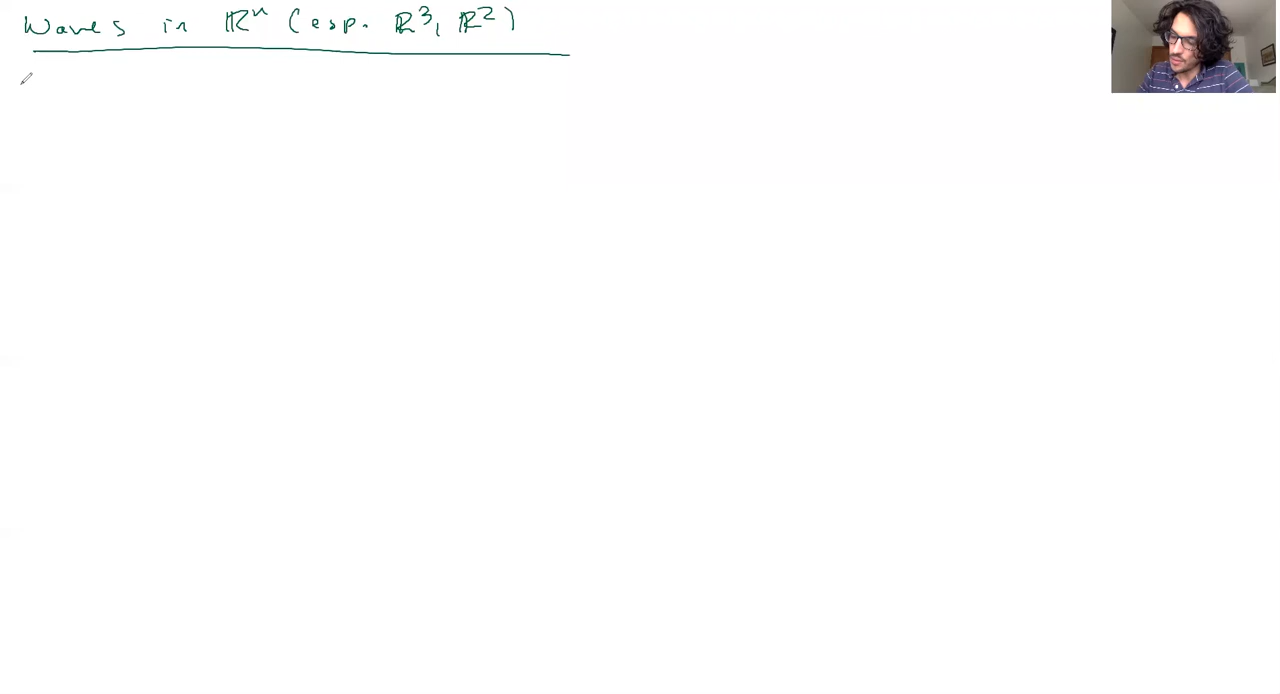 Waves in ℝⁿ (esp. ℝ³, ℝ²)